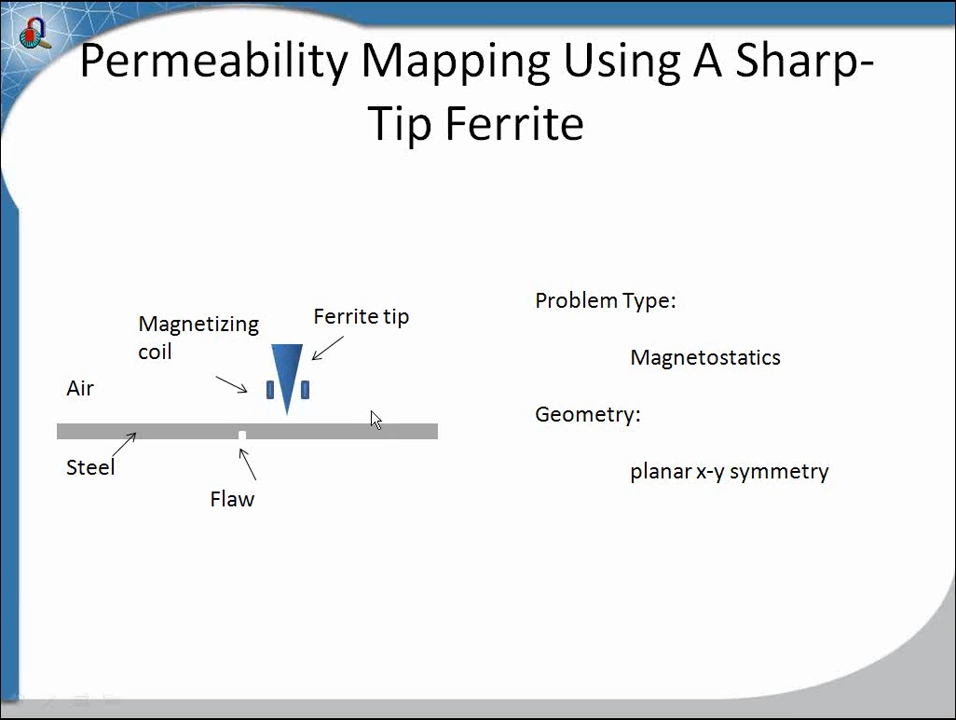 Permeability Mapping Using A Sharp-
Tip Ferrite
Magnetizing
coil
Ferrite tip
Air
Steel
Flaw
Problem Type:
Magnetostatics
Geometry:
planar x-y symmetry